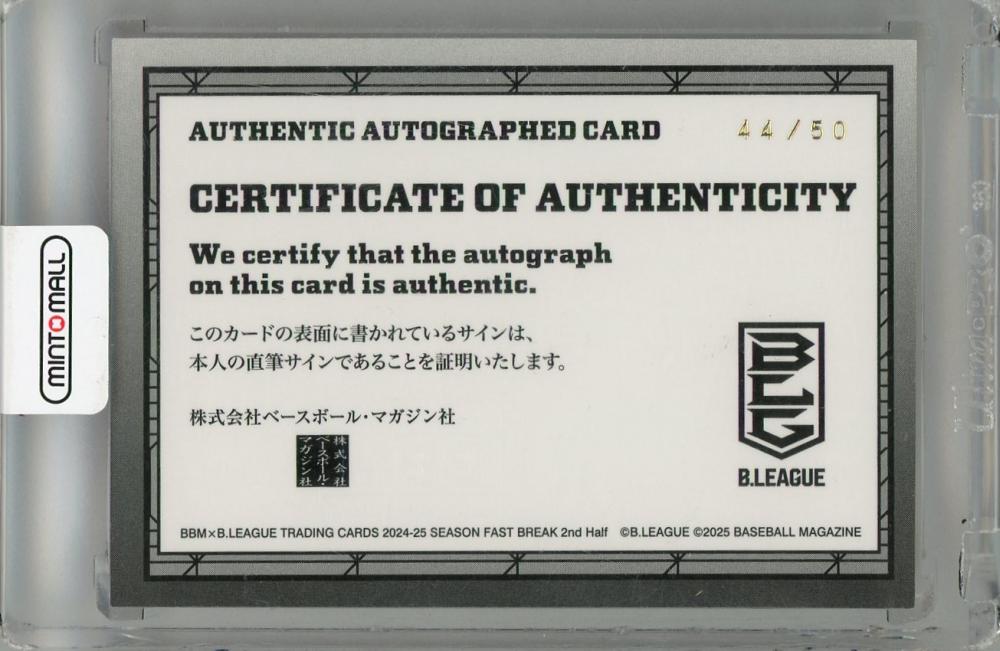 AUTHENTIC AUTOGRAPHED CARD 44/50
CERTIFICATE OF AUTHENTICITY
We certify that the autograph
on this card is authentic.
このカードの表面に書かれているサインは、
本人の直筆サインであることを証明いたします。
株式会社ベースボール・マガジン社
株式会社
ベースボール・
マガジン社
BLG
B.LEAGUE
BBM×B.LEAGUE TRADING CARDS 2024-25 SEASON FAST BREAK 2nd Half ©B.LEAGUE ©2025 BASEBALL MAGAZINE
MINTOMALL